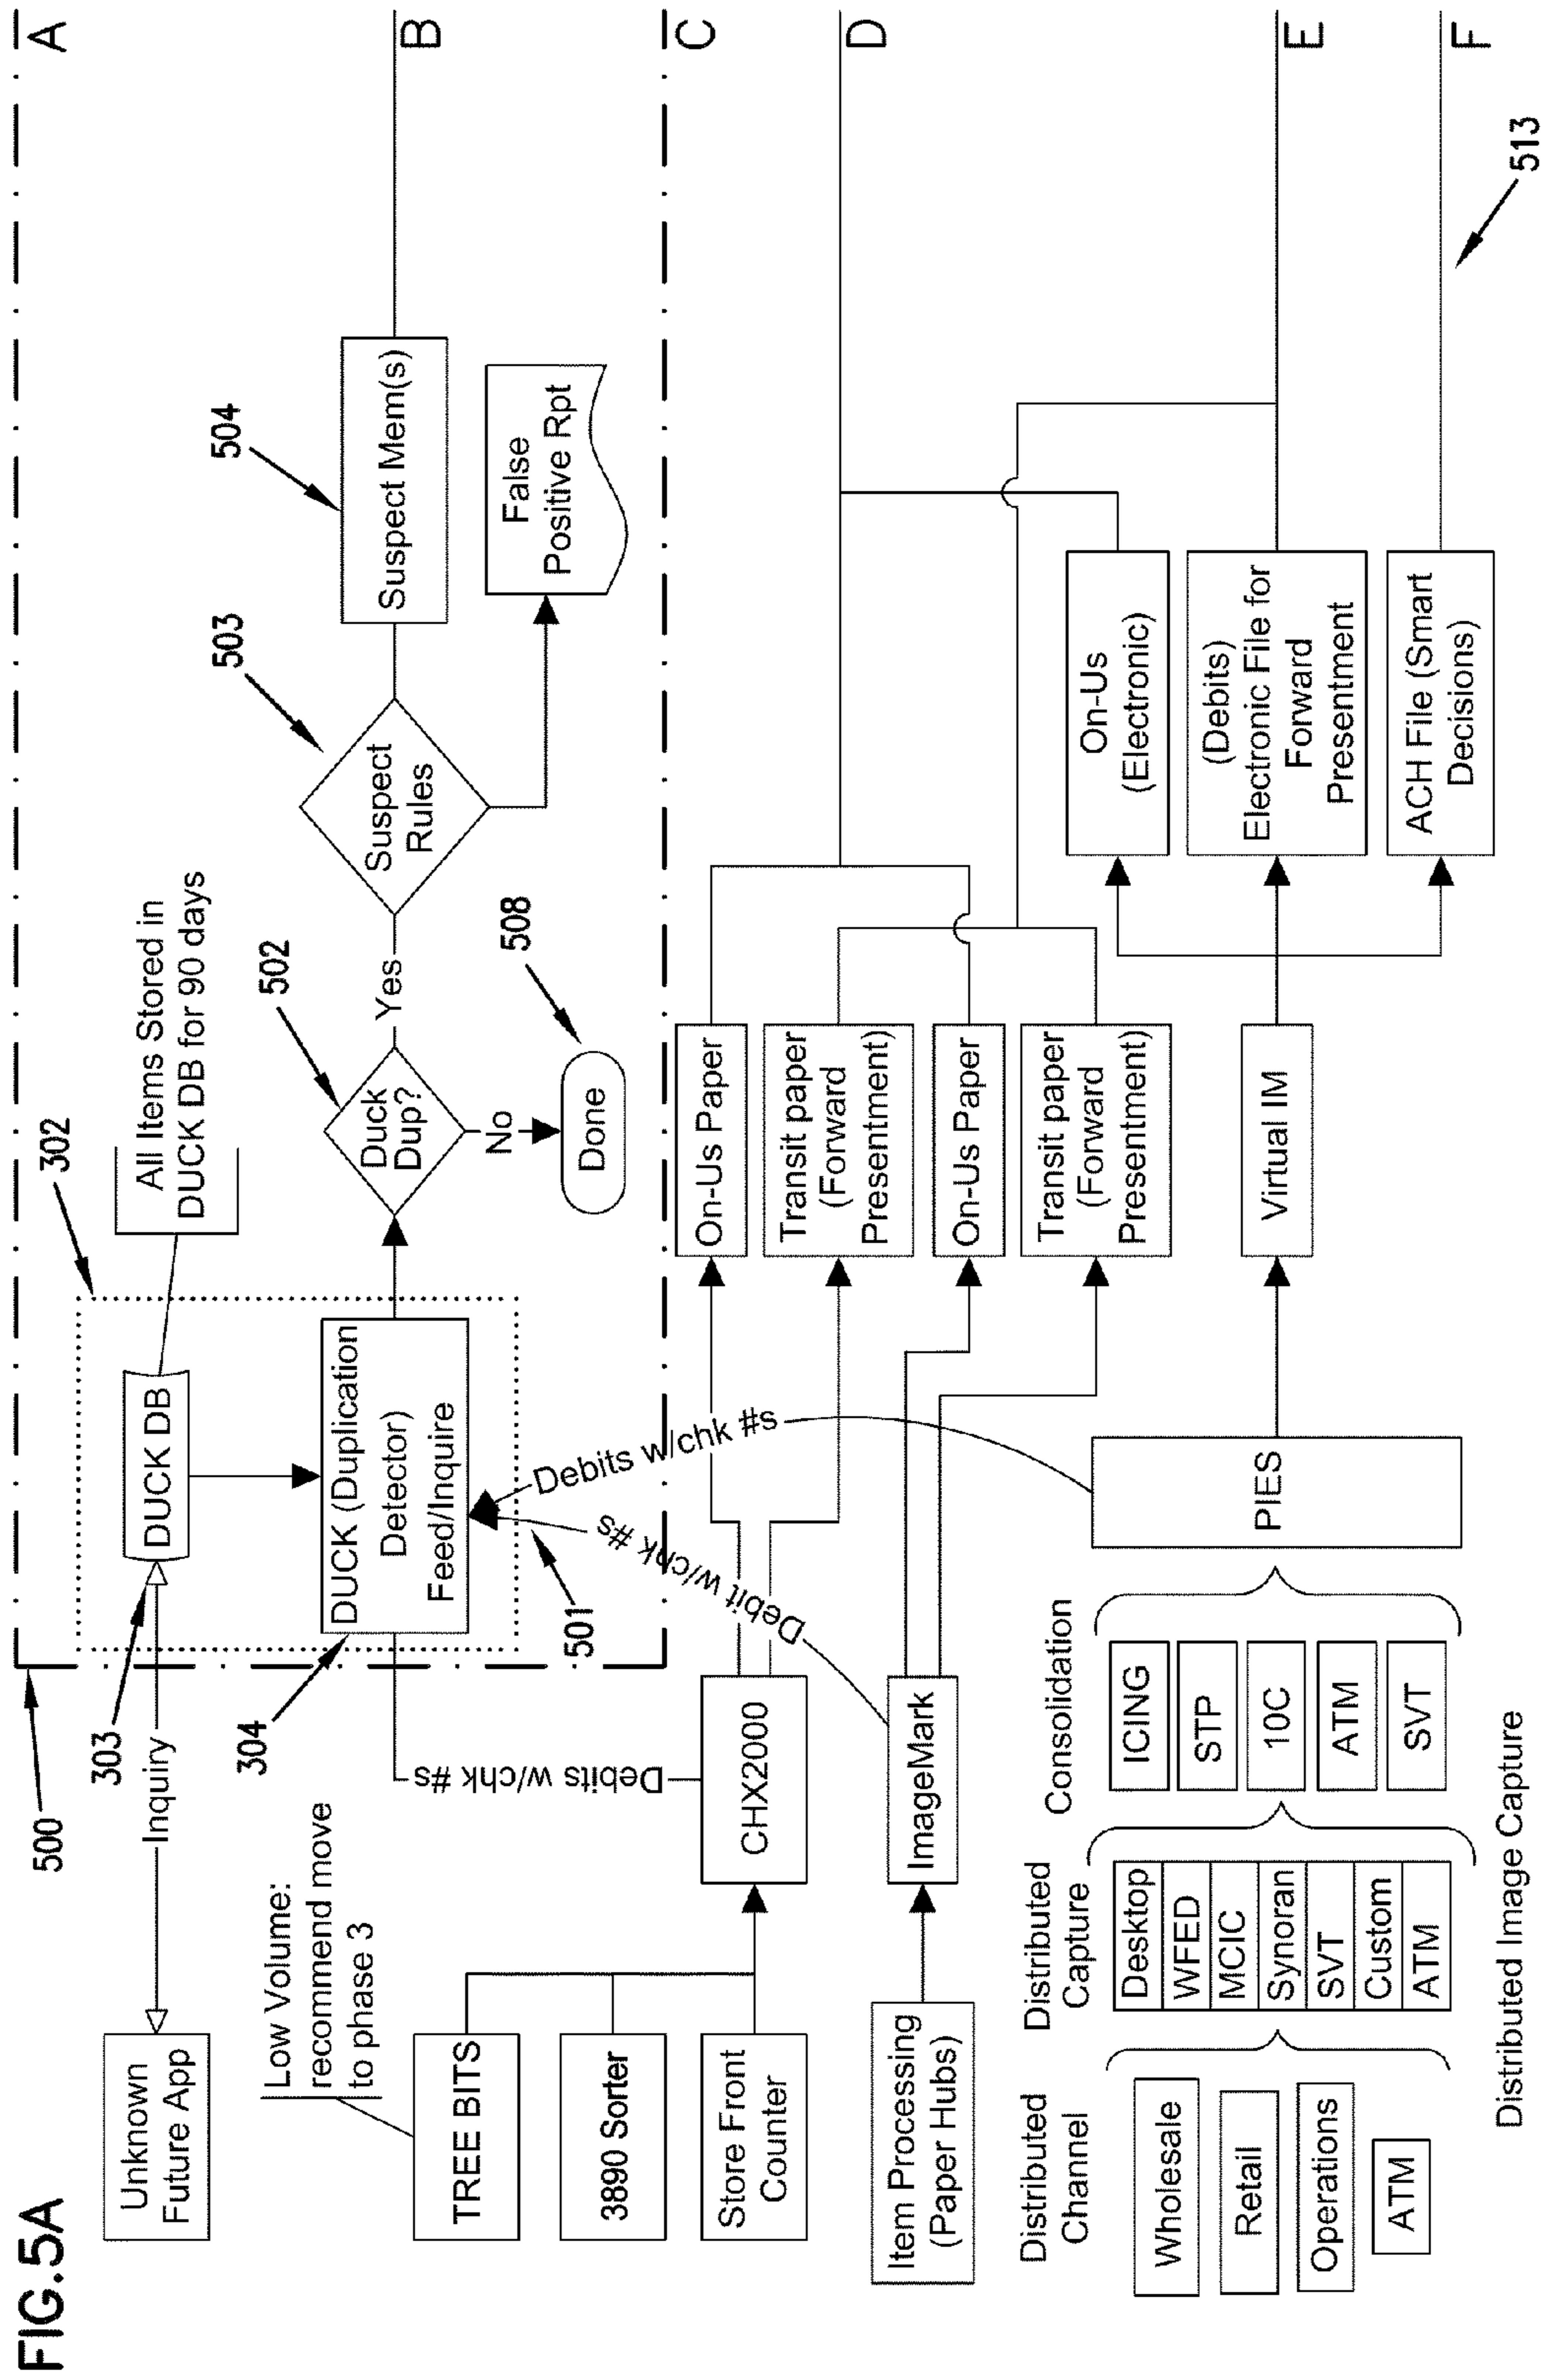 FIG.5A
500
A
Unknown
Future App
Inquiry
303
DUCK DB
302
All Items Stored in
DUCK DB for 90 days
304
DUCK (Duplication
Detector)
Feed/Inquire
501
502
Duck
Dup?
Yes
No
508
Done
503
Suspect
Rules
504
Suspect Mem(s)
False
Positive Rpt
B
Low Volume:
recommend move
to phase 3
TREE BITS
3890 Sorter
Store Front
Counter
CHX2000
Debits w/chk #s
Debit w/chk #s
Debits w/chk #s
C
On-Us Paper
Transit paper
(Forward
Presentment)
On-Us Paper
Transit paper
(Forward
Presentment)
D
Item Processing
(Paper Hubs)
ImageMark
Distributed
Channel
Wholesale
Retail
Operations
ATM
Distributed
Capture
Desktop
WFED
MCIC
Synoran
SVT
Custom
ATM
Consolidation
ICING
STP
10C
ATM
SVT
PIES
Virtual IM
On-Us
(Electronic)
(Debits)
Electronic File for
Forward
Presentment
ACH File (Smart
Decisions)
E
F
513
Distributed Image Capture